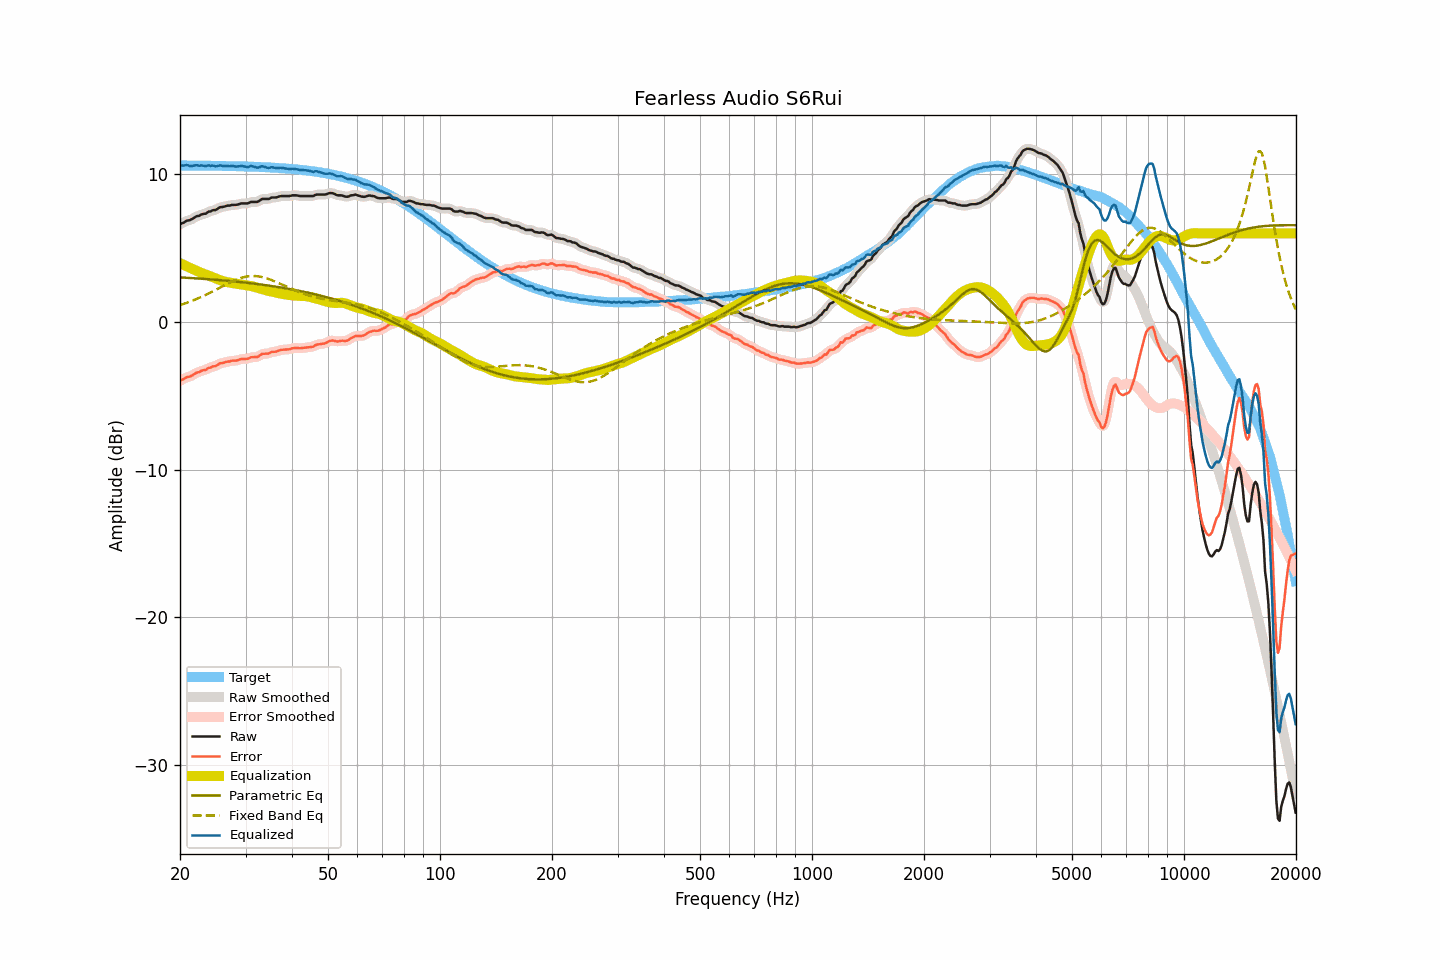 Fearless Audio S6Rui
Amplitude (dBr)
10
0
−10
−20
−30
Target
Raw Smoothed
Error Smoothed
Raw
Error
Equalization
Parametric Eq
Fixed Band Eq
Equalized
20 50 100 200 500 1000 2000 5000 10000 20000
Frequency (Hz)